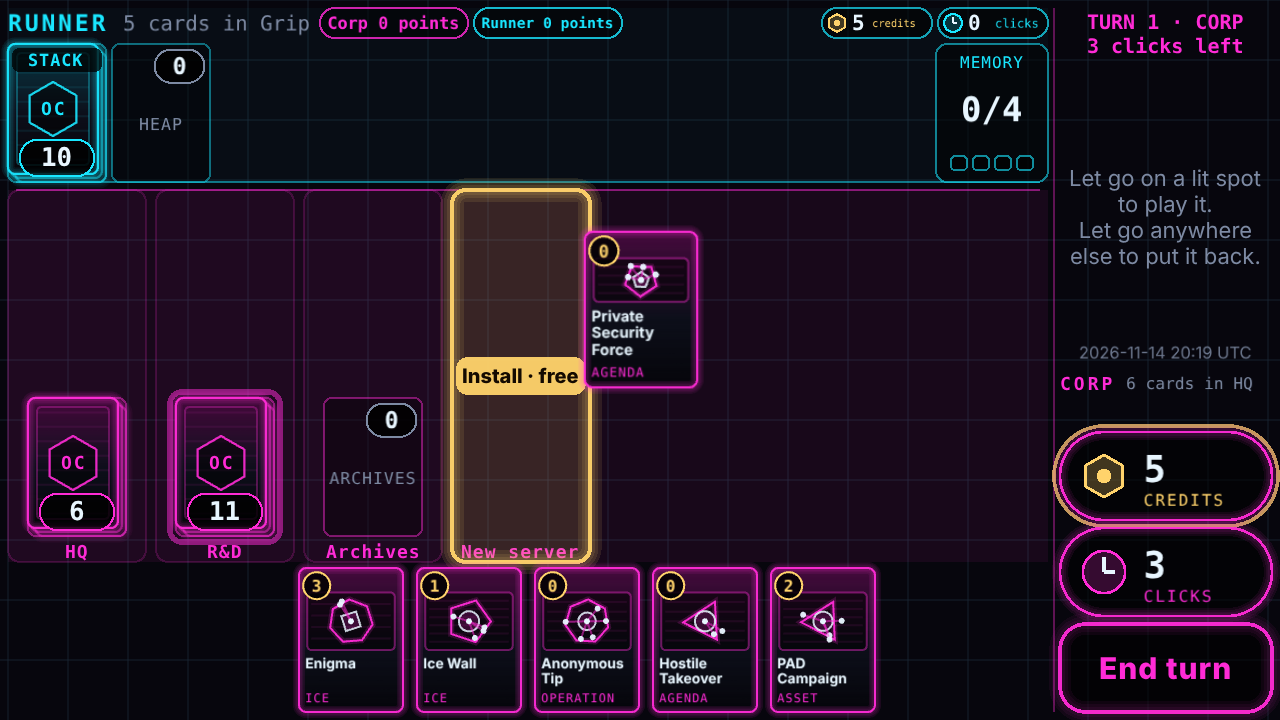 RUNNER 5 cards in Grip Corp 0 points Runner 0 points 5 credits 0 clicks
TURN 1 · CORP
3 clicks left
STACK
OC
10
0
HEAP
MEMORY
0/4
Let go on a lit spot
to play it.
Let go anywhere
else to put it back.
0
Private
Security
Force
AGENDA
Install · free
2026-11-14 20:19 UTC
CORP 6 cards in HQ
OC
6
HQ
OC
11
R&D
0
ARCHIVES
Archives
New server
5
CREDITS
3
CLICKS
End turn
3
Enigma
ICE
1
Ice Wall
ICE
0
Anonymous
Tip
OPERATION
0
Hostile
Takeover
AGENDA
2
PAD
Campaign
ASSET